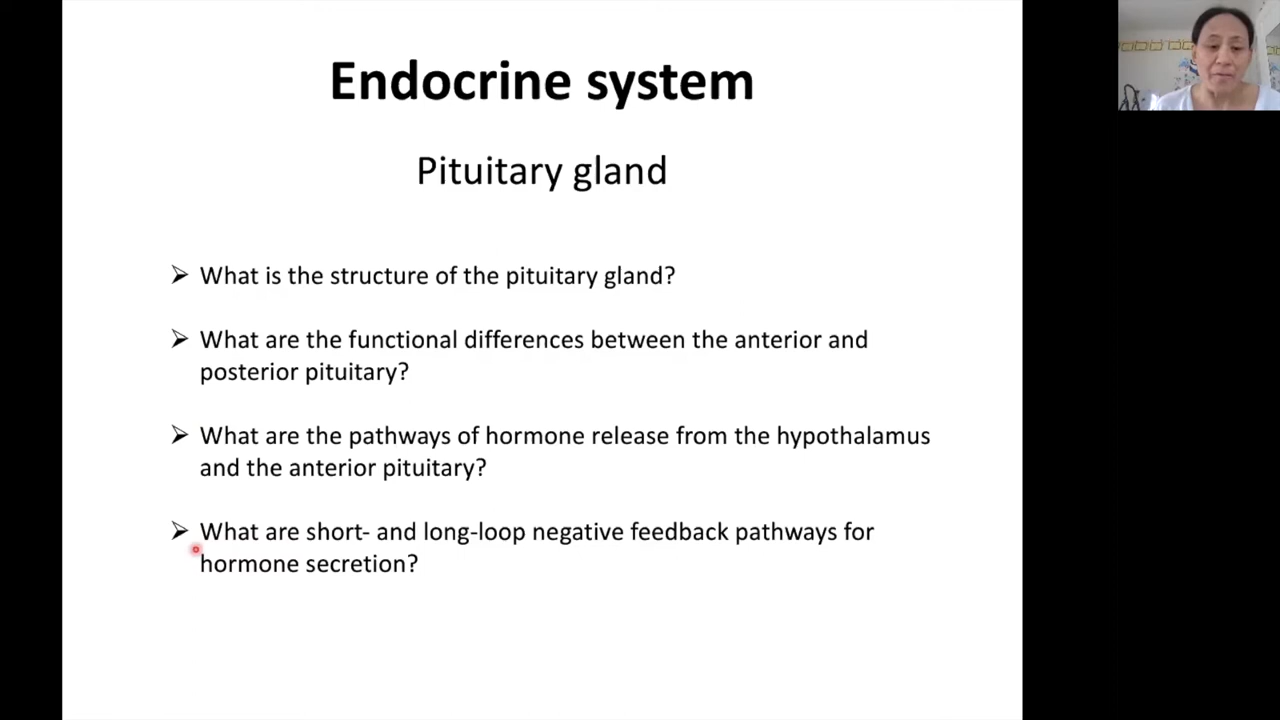 Endocrine system
Pituitary gland
What is the structure of the pituitary gland?
What are the functional differences between the anterior and
posterior pituitary?
What are the pathways of hormone release from the hypothalamus
and the anterior pituitary?
What are short- and long-loop negative feedback pathways for
hormone secretion?